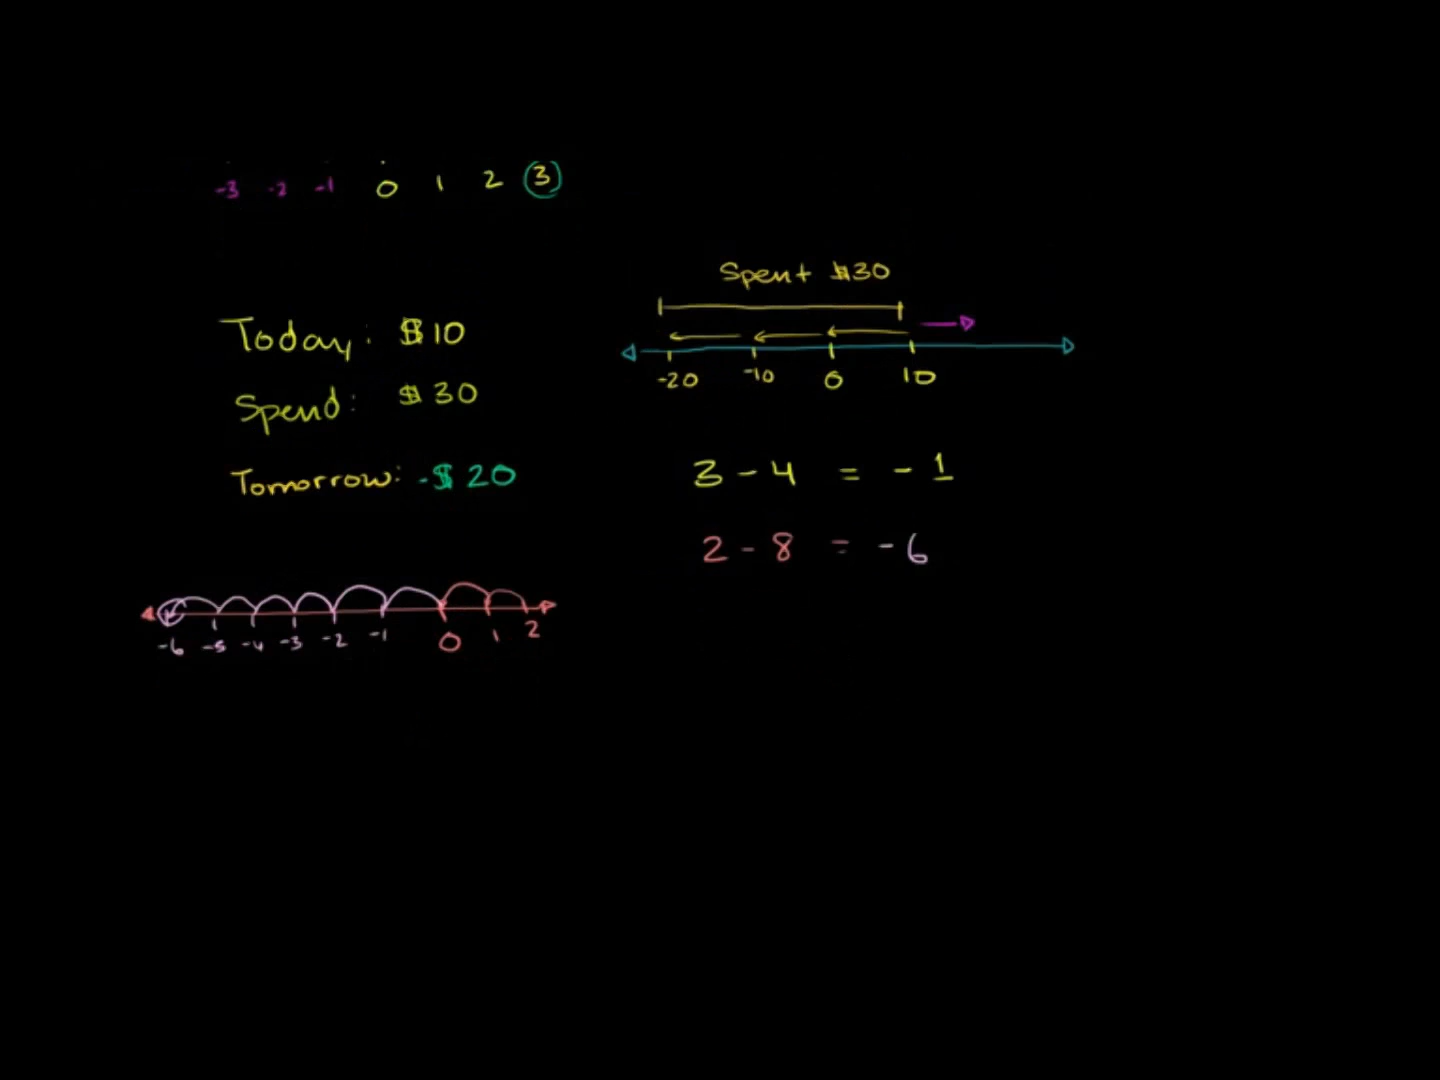 -3 -2 -1 0 1 2 3
Spent $30
-20 -10 0 10
Today: $10
Spend: $30
Tomorrow: -$20
3 - 4 = -1
2 - 8 = -6
-6 -5 -4 -3 -2 -1 0 1 2